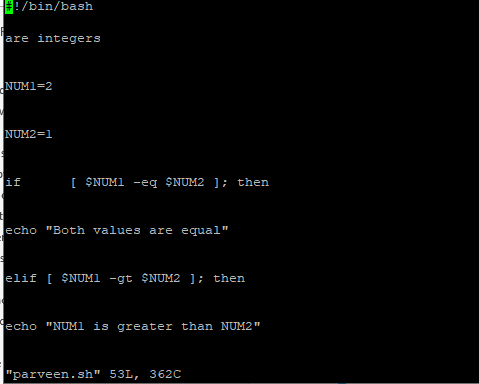 #!/bin/bash
are integers
NUM1=2
NUM2=1
if      [ $NUM1 -eq $NUM2 ]; then
echo "Both values are equal"
elif [ $NUM1 -gt $NUM2 ]; then
echo "NUM1 is greater than NUM2"
"parveen.sh" 53L, 362C